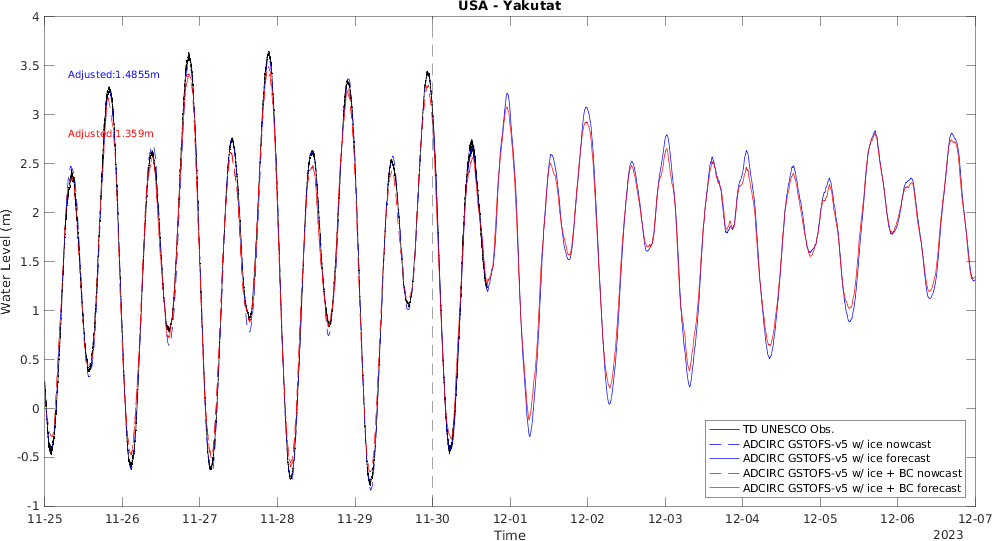 USA - Yakutat
4
3.5
3
2.5
2
1.5
1
0.5
0
-0.5
-1
Water Level (m)
Adjusted:1.4855m
Adjusted:1.359m
TD UNESCO Obs.
ADCIRC GSTOFS-v5 w/ ice nowcast
ADCIRC GSTOFS-v5 w/ ice forecast
ADCIRC GSTOFS-v5 w/ ice + BC nowcast
ADCIRC GSTOFS-v5 w/ ice + BC forecast
11-25 11-26 11-27 11-28 11-29 11-30 12-01 12-02 12-03 12-04 12-05 12-06 12-07
Time
2023